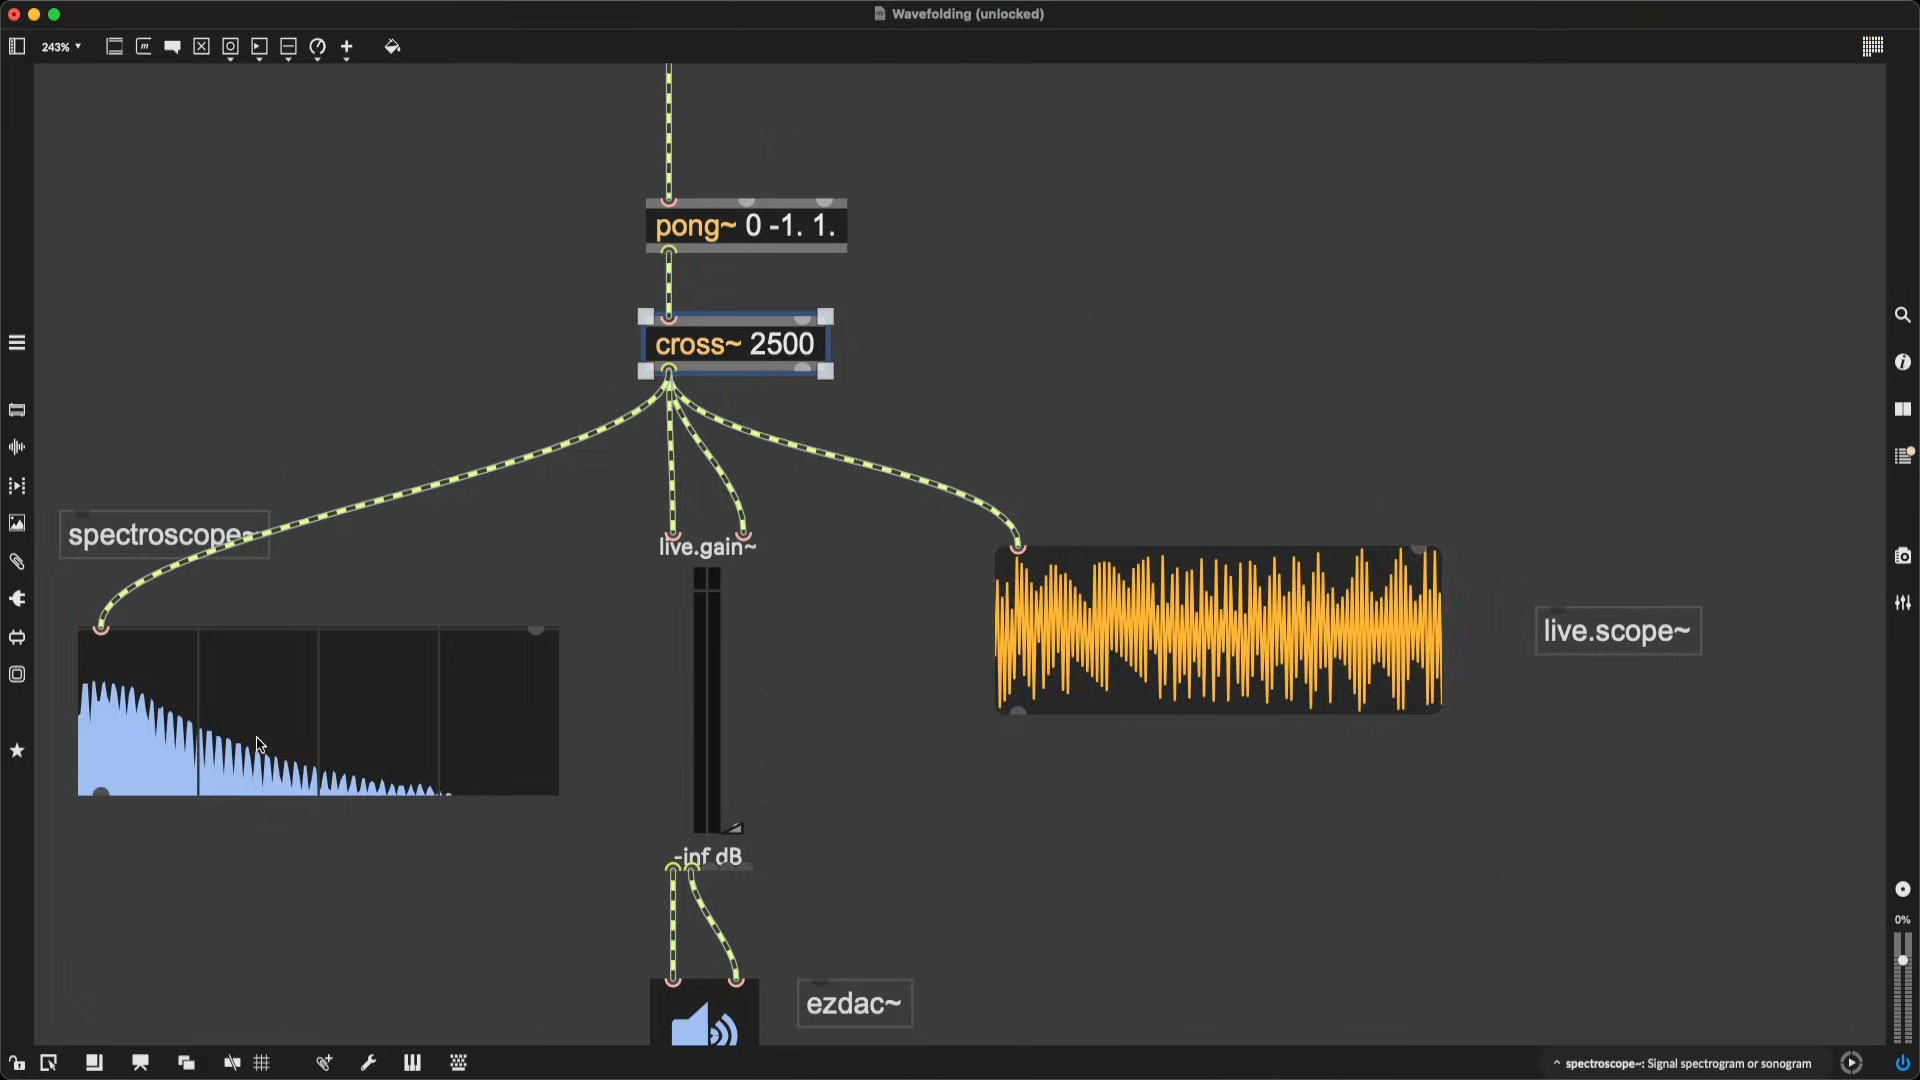 Wavefolding (unlocked)
243%
pong~ 0 -1. 1.
cross~ 2500
spectroscope~
live.gain~
live.scope~
-inf dB
0%
ezdac~
spectroscope~: Signal spectrogram or sonogram